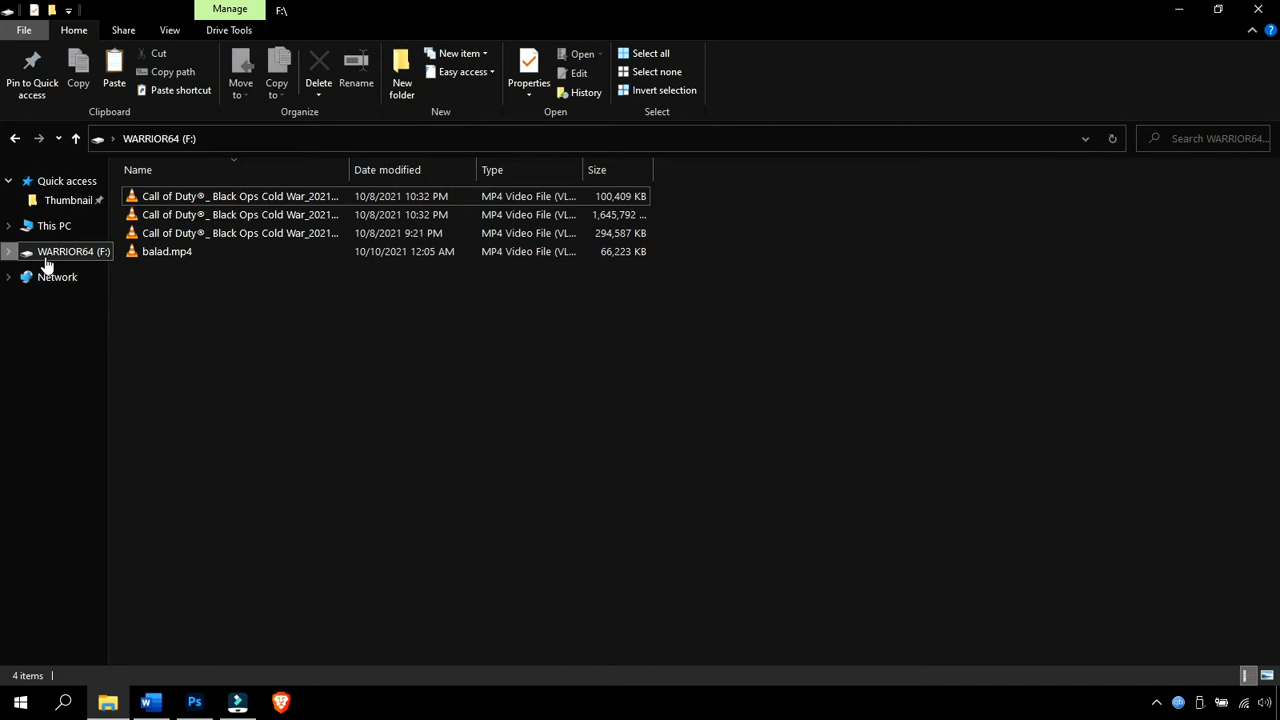 Manage
F:\
File
Home
Share
View
Drive Tools
Pin to Quick
access
Copy
Paste
Cut
Copy path
Paste shortcut
Clipboard
Move
to
Copy
to
Delete
Rename
Organize
New
folder
New item
Easy access
New
Properties
Open
Edit
History
Open
Select all
Select none
Invert selection
Select
WARRIOR64 (F:)
Search WARRIOR64...
Quick access
Thumbnail
This PC
WARRIOR64 (F:)
Network
Name Date modified Type Size
Call of Duty®_ Black Ops Cold War_2021... 10/8/2021 10:32 PM MP4 Video File (VL... 100,409 KB
Call of Duty®_ Black Ops Cold War_2021... 10/8/2021 10:32 PM MP4 Video File (VL... 1,645,792 ...
Call of Duty®_ Black Ops Cold War_2021... 10/8/2021 9:21 PM MP4 Video File (VL... 294,587 KB
balad.mp4 10/10/2021 12:05 AM MP4 Video File (VL... 66,223 KB
4 items
W
Ps